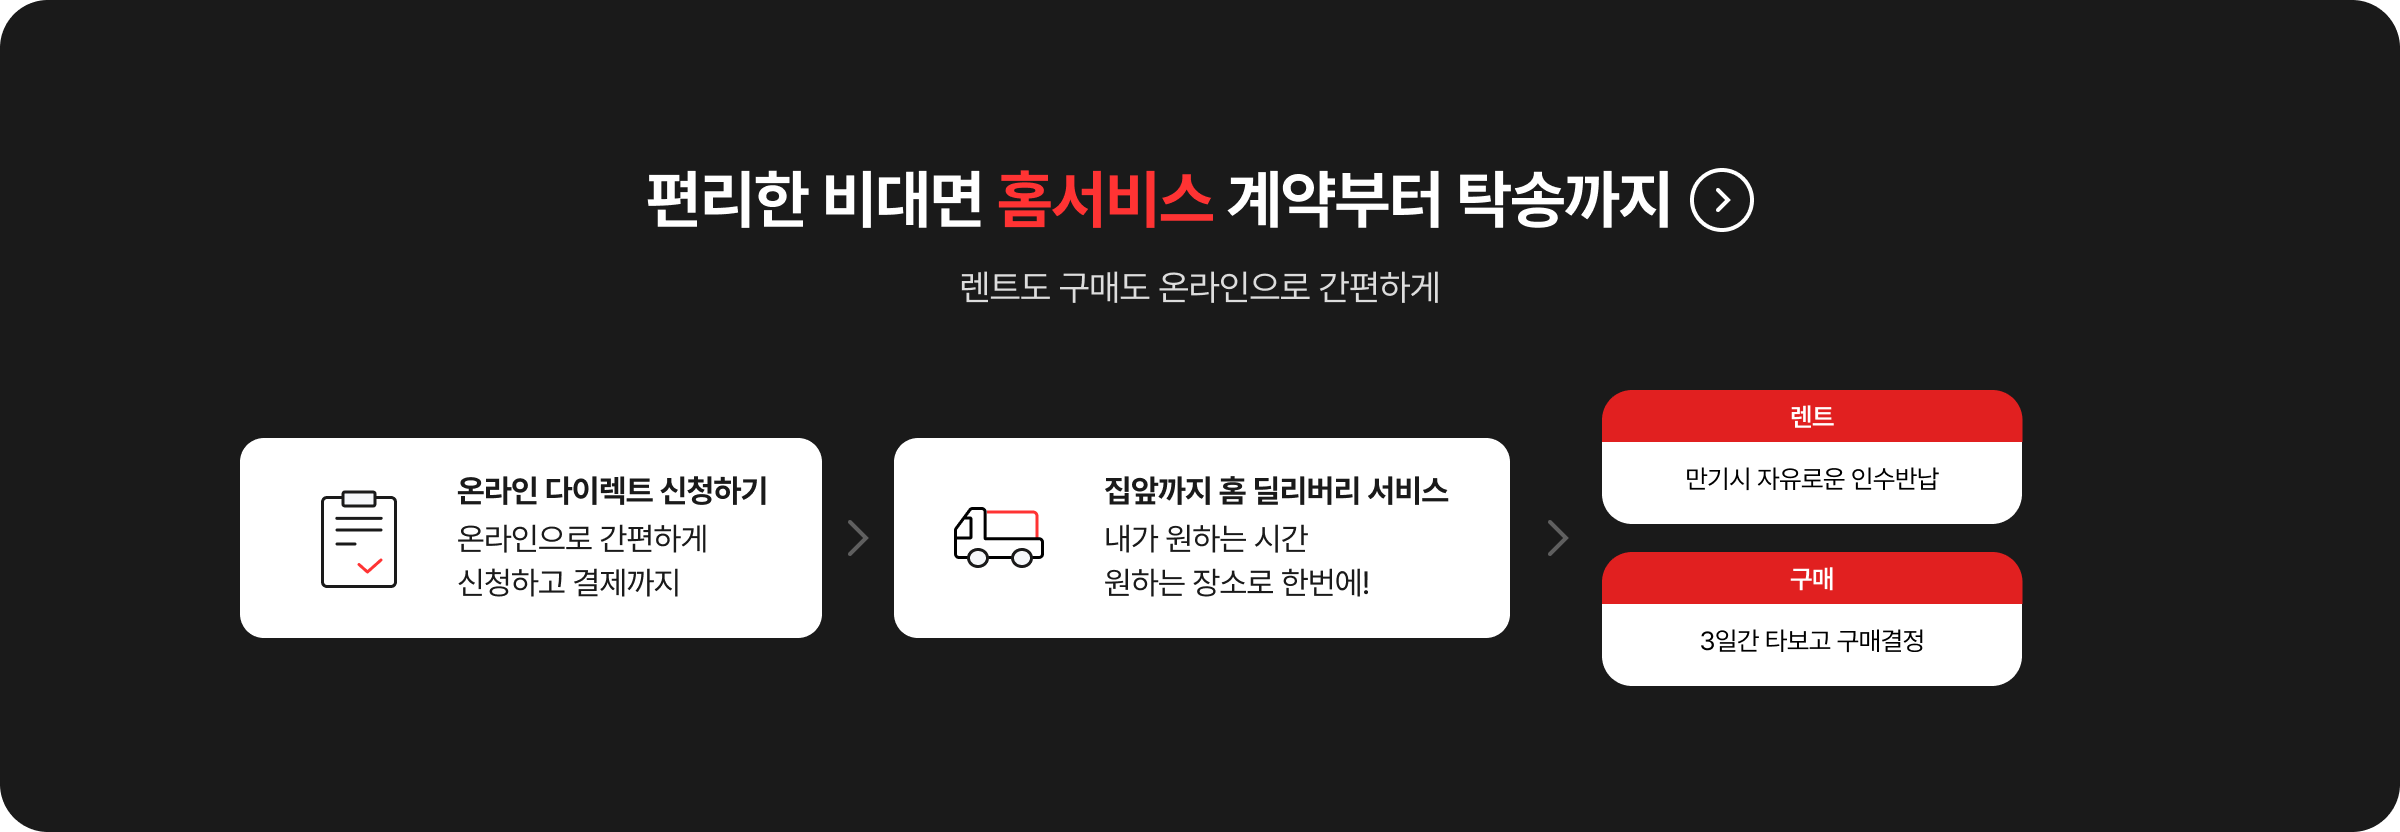 편리한 비대면 홈서비스 계약부터 탁송까지
렌트도 구매도 온라인으로 간편하게
온라인 다이렉트 신청하기
온라인으로 간편하게
신청하고 결제까지
집앞까지 홈 딜리버리 서비스
내가 원하는 시간
원하는 장소로 한번에!
렌트
만기시 자유로운 인수반납
구매
3일간 타보고 구매결정